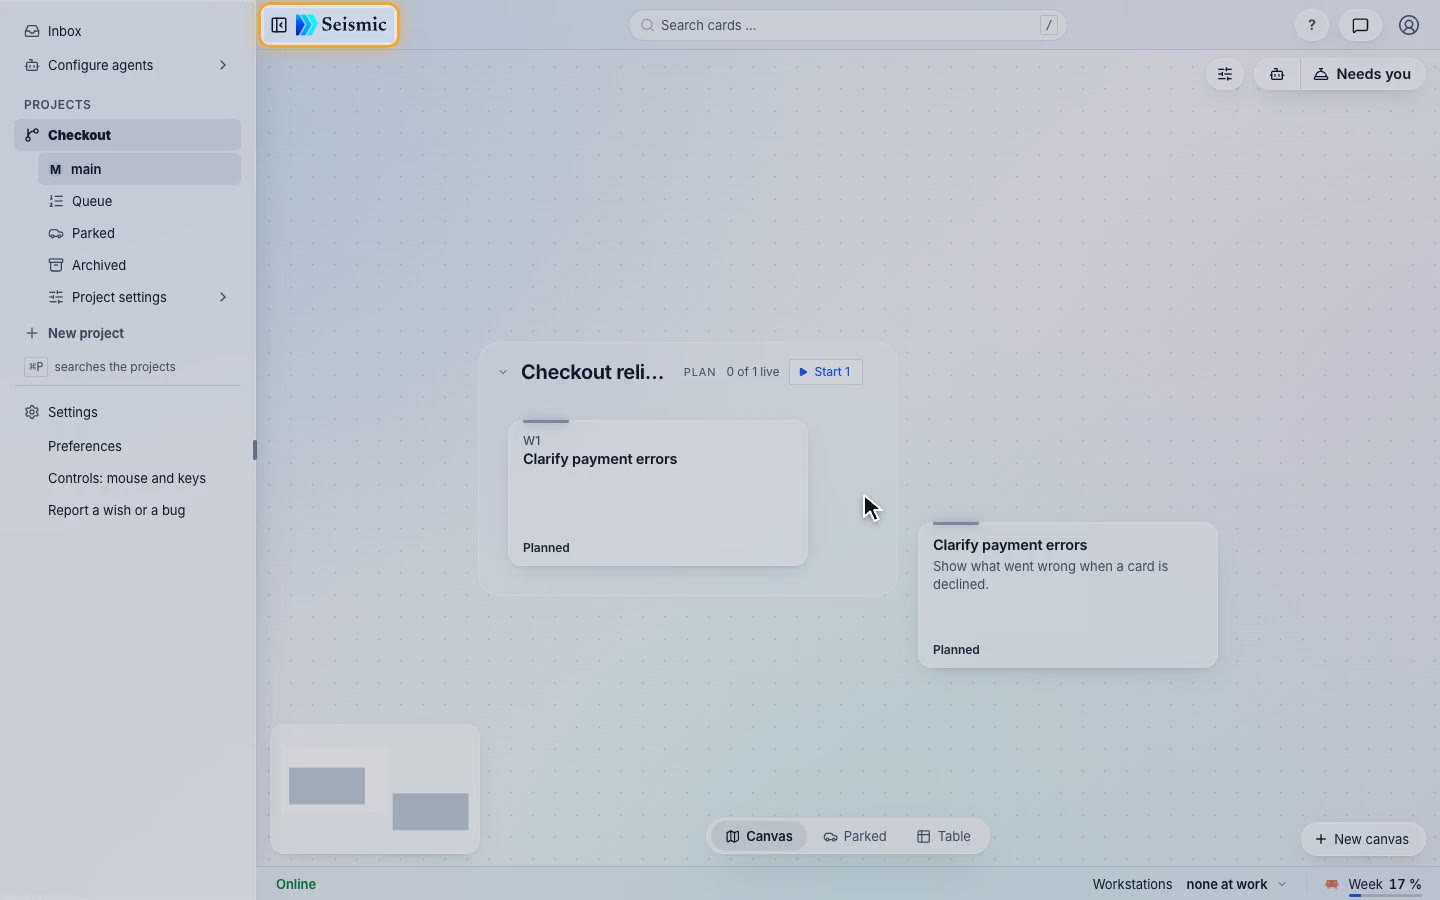 Inbox
Configure agents
PROJECTS
Checkout
M main
Queue
Parked
Archived
Project settings
New project
⌘P searches the projects
Settings
Preferences
Controls: mouse and keys
Report a wish or a bug
Seismic
Search cards ... /
?
Needs you
Checkout reli... PLAN 0 of 1 live Start 1
W1
Clarify payment errors
Planned
Clarify payment errors
Show what went wrong when a card is
declined.
Planned
Canvas Parked Table
New canvas
Online
Workstations none at work
Week 17 %